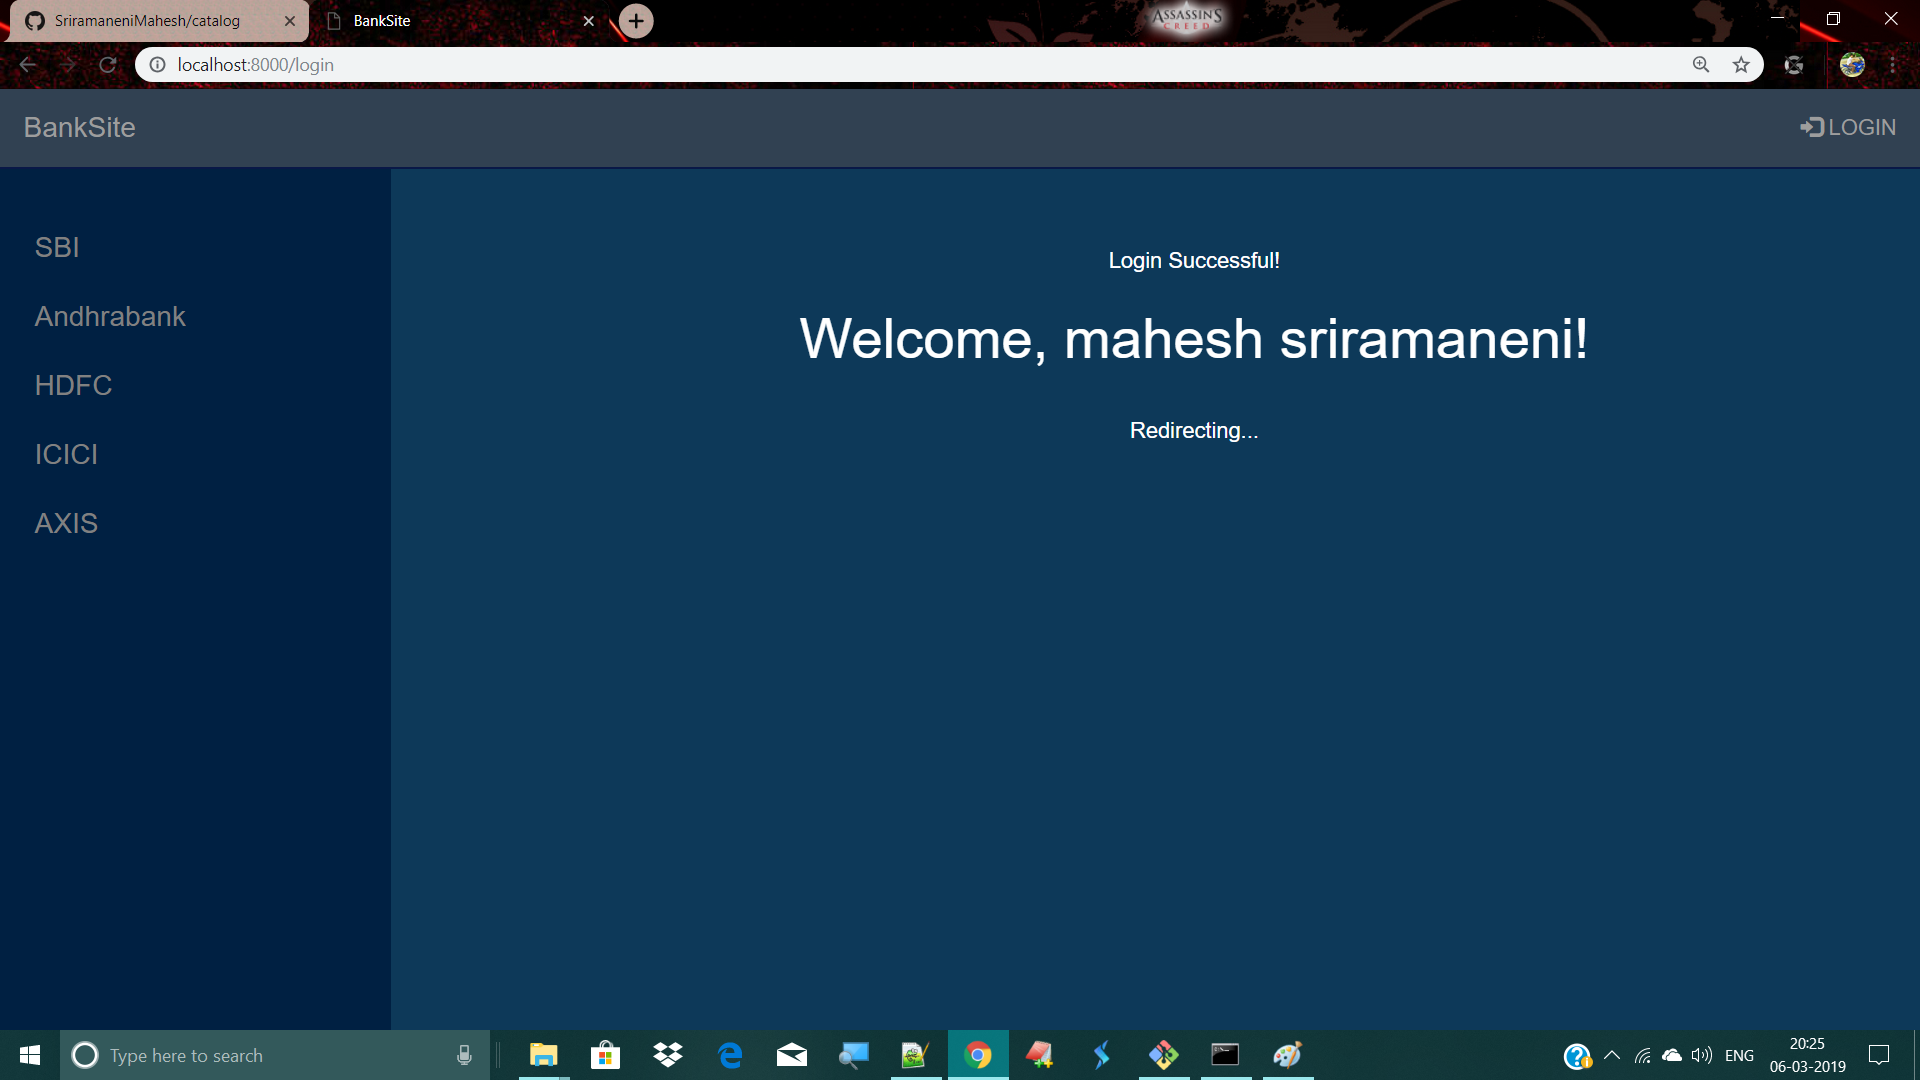 SriramaneniMahesh/catalog
BankSite
ASSASSIN'S
CREED
localhost:8000/login
BankSite
LOGIN
SBI
Andhrabank
HDFC
ICICI
AXIS
Login Successful!
Welcome, mahesh sriramaneni!
Redirecting...
Type here to search
ENG
20:25
06-03-2019